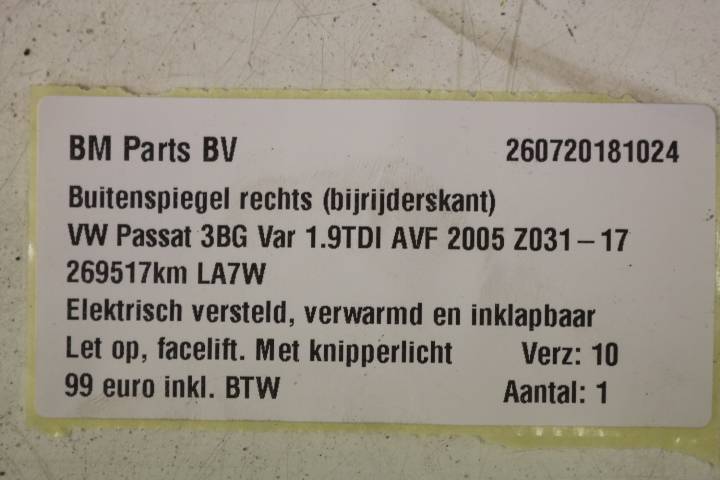 BM Parts BV 260720181024
Buitenspiegel rechts (bijrijderskant)
VW Passat 3BG Var 1.9TDI AVF 2005 Z031-17
269517km LA7W
Elektrisch versteld, verwarmd en inklapbaar
Let op, facelift. Met knipperlicht Verz: 10
99 euro inkl. BTW Aantal: 1